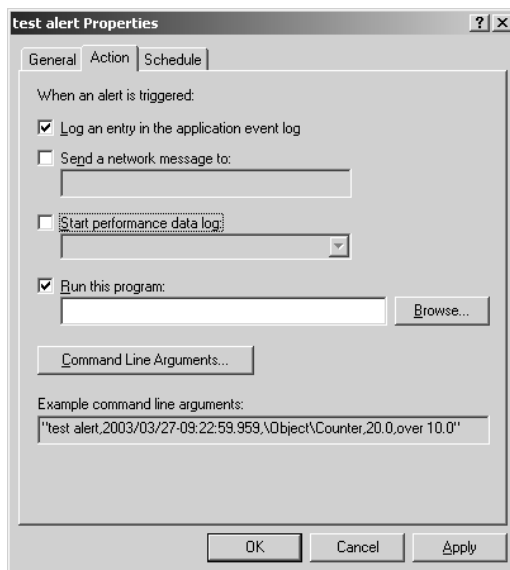 test alert Properties
General Action Schedule
When an alert is triggered:
Log an entry in the application event log
Send a network message to:
Start performance data log:
Run this program:
Browse...
Command Line Arguments...
Example command line arguments:
"test alert,2003/03/27-09:22:59.959,\Object\Counter,20.0,over 10.0"
OK Cancel Apply